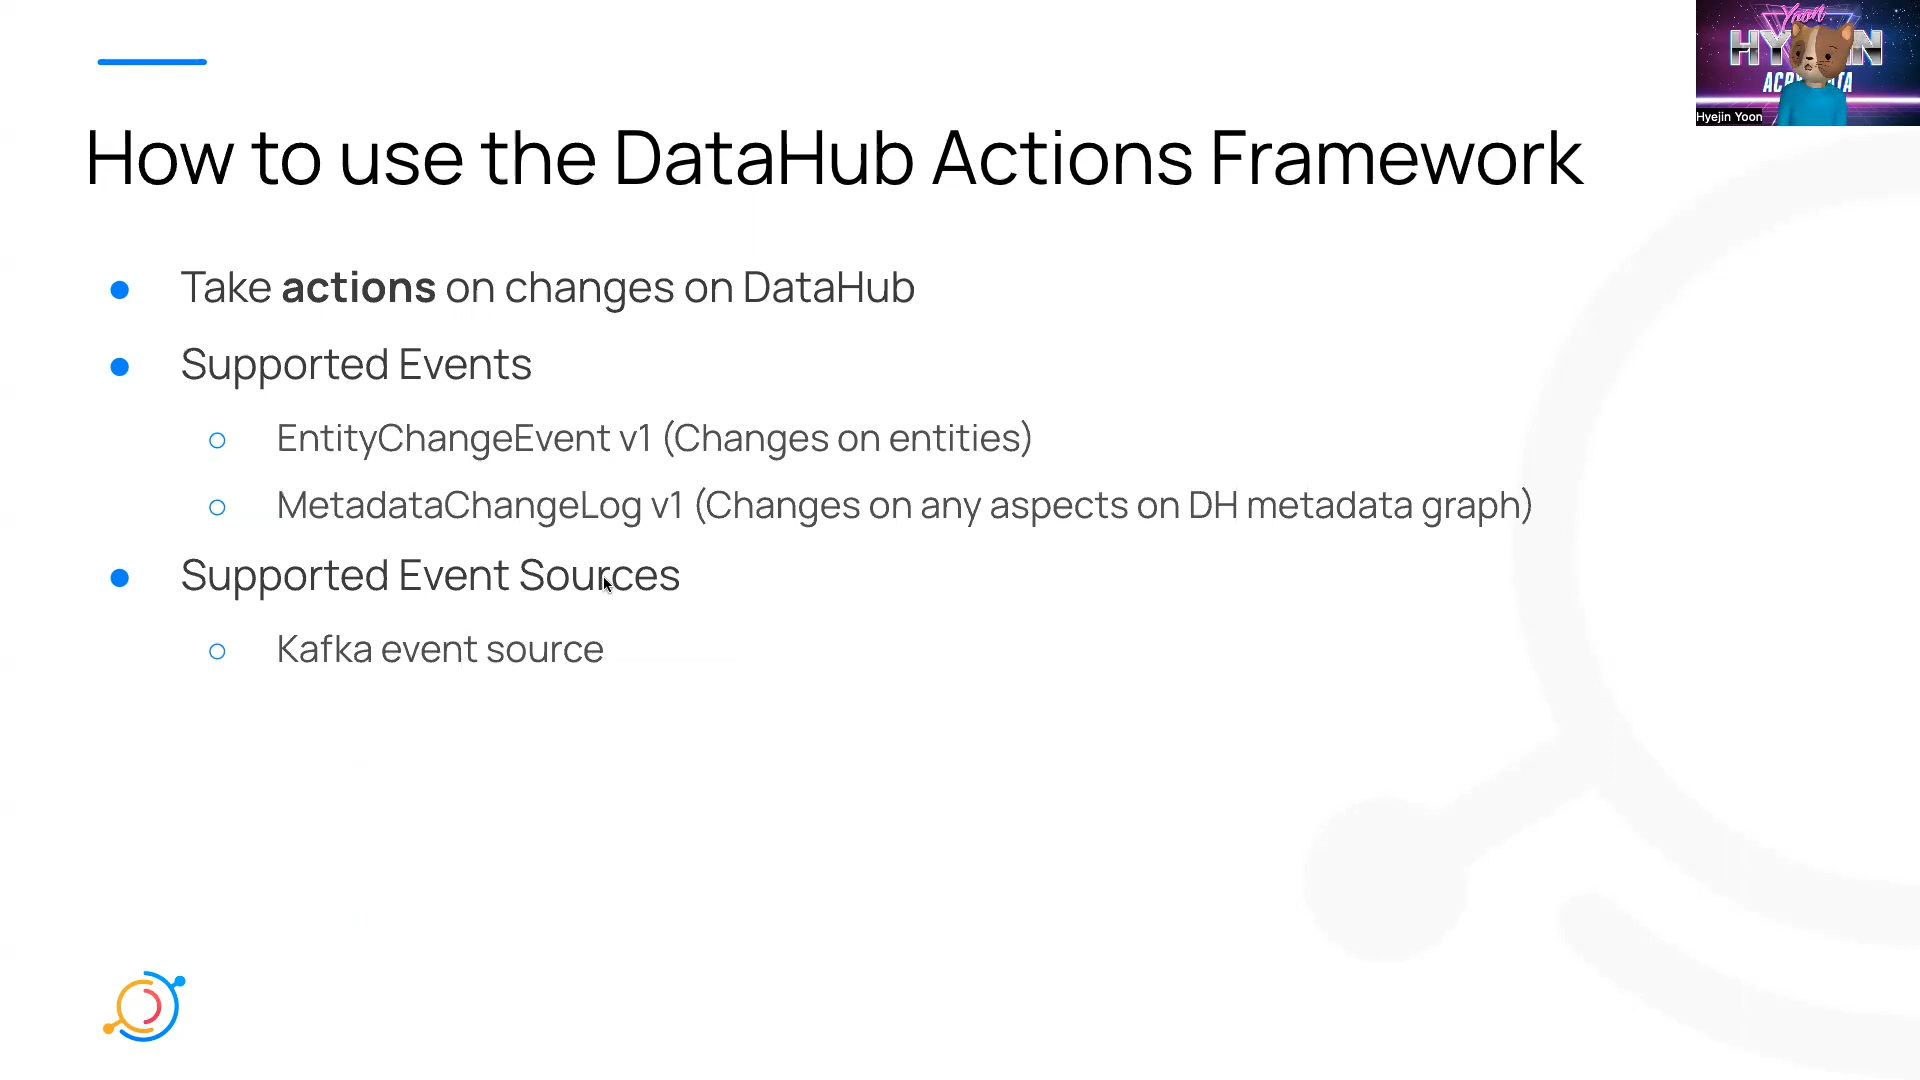 How to use the DataHub Actions Framework
Take actions on changes on DataHub
Supported Events
EntityChangeEvent v1 (Changes on entities)
MetadataChangeLog v1 (Changes on any aspects on DH metadata graph)
Supported Event Sources
Kafka event source
Yoon
Hyejin Yoon